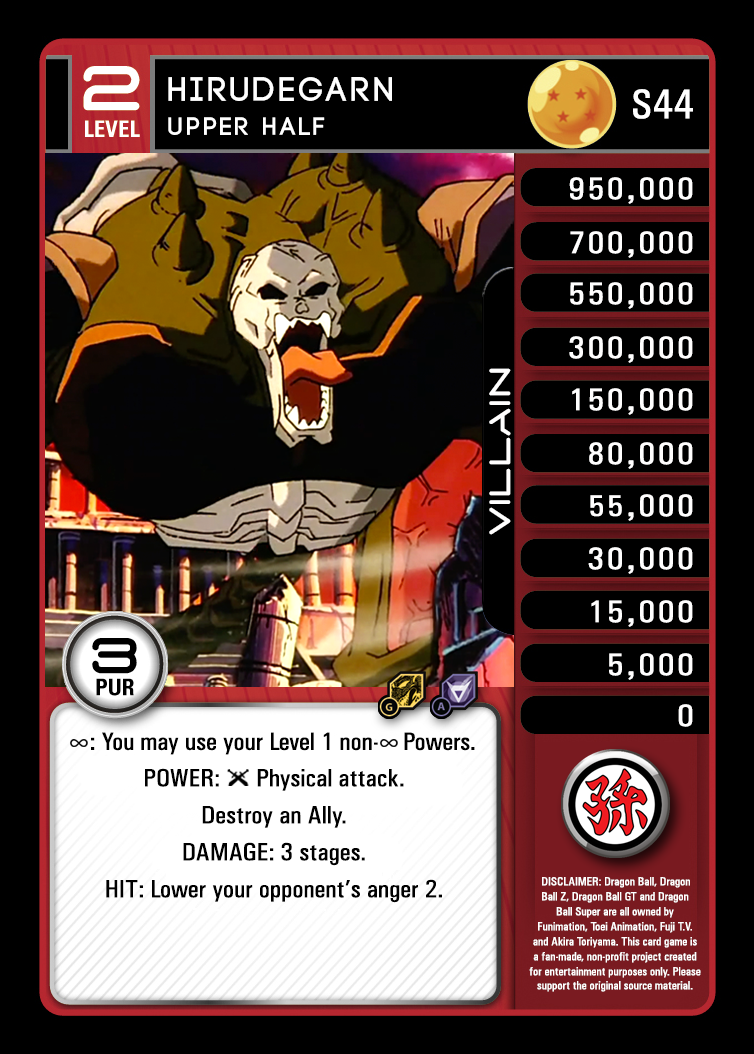 2
LEVEL
HIRUDEGARN
UPPER HALF
S44
950,000
700,000
550,000
300,000
150,000
80,000
55,000
30,000
15,000
5,000
0
VILLAIN
3
PUR
G
A
∞: You may use your Level 1 non-∞ Powers.
POWER: Physical attack.
Destroy an Ally.
DAMAGE: 3 stages.
HIT: Lower your opponent's anger 2.
孫
DISCLAIMER: Dragon Ball, Dragon
Ball Z, Dragon Ball GT and Dragon
Ball Super are all owned by
Funimation, Toei Animation, Fuji T.V.
and Akira Toriyama. This card game is
a fan-made, non-profit project created
for entertainment purposes only. Please
support the original source material.